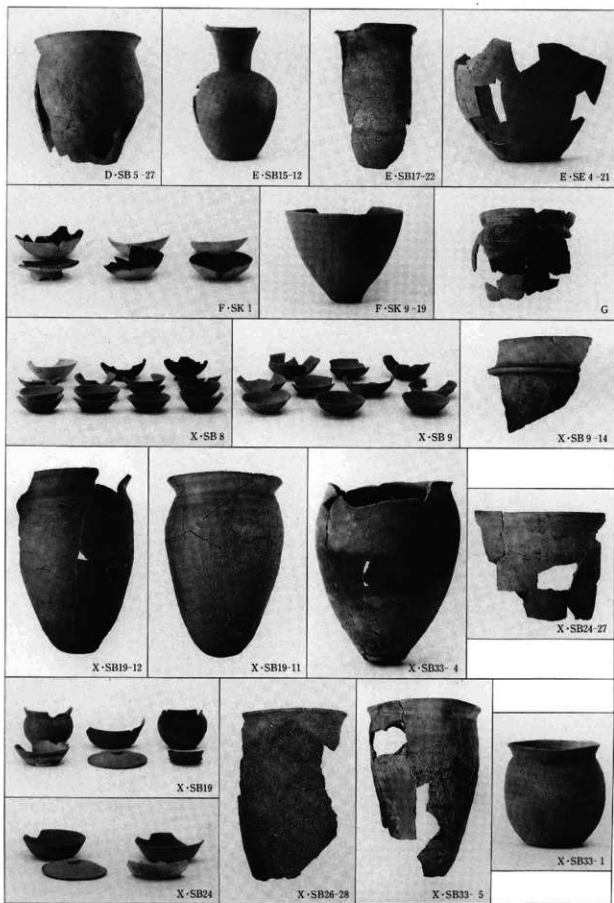 D・SB 5-27
E・SB15-12
E・SB17-22
E・SE 4-21
F・SK 1
F・SK 9-19
G
X・SB 8
X・SB 9
X・SB 9-14
X・SB19-12
X・SB19-11
X・SB33- 4
X・SB24-27
X・SB19
X・SB24
X・SB26-28
X・SB33- 5
X・SB33-1